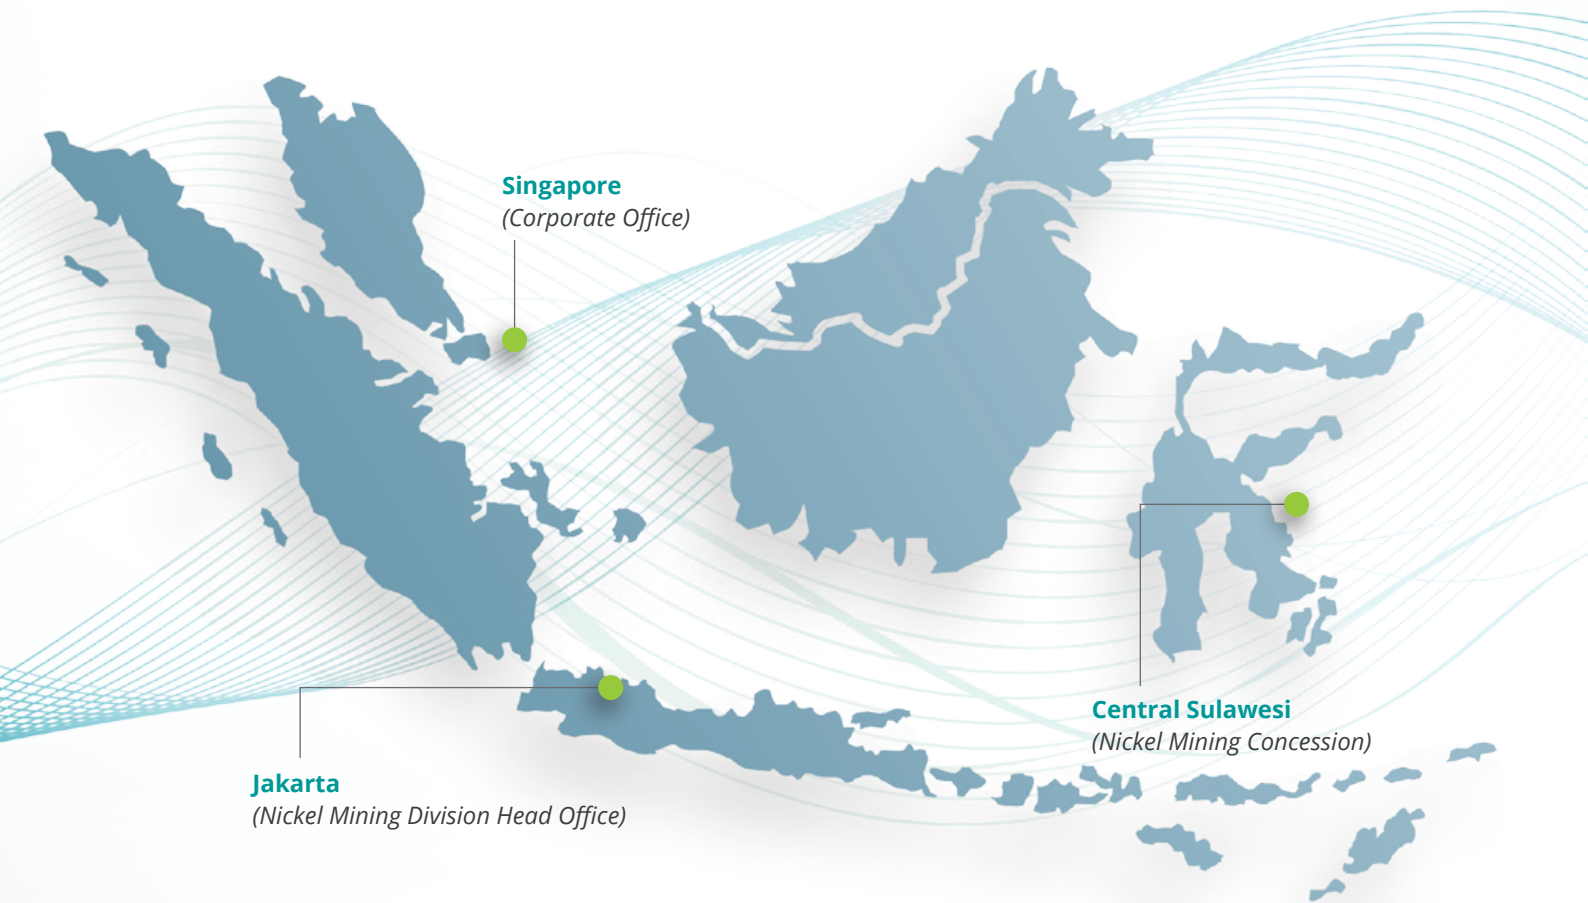 Singapore
(Corporate Office)
Central Sulawesi
(Nickel Mining Concession)
Jakarta
(Nickel Mining Division Head Office)